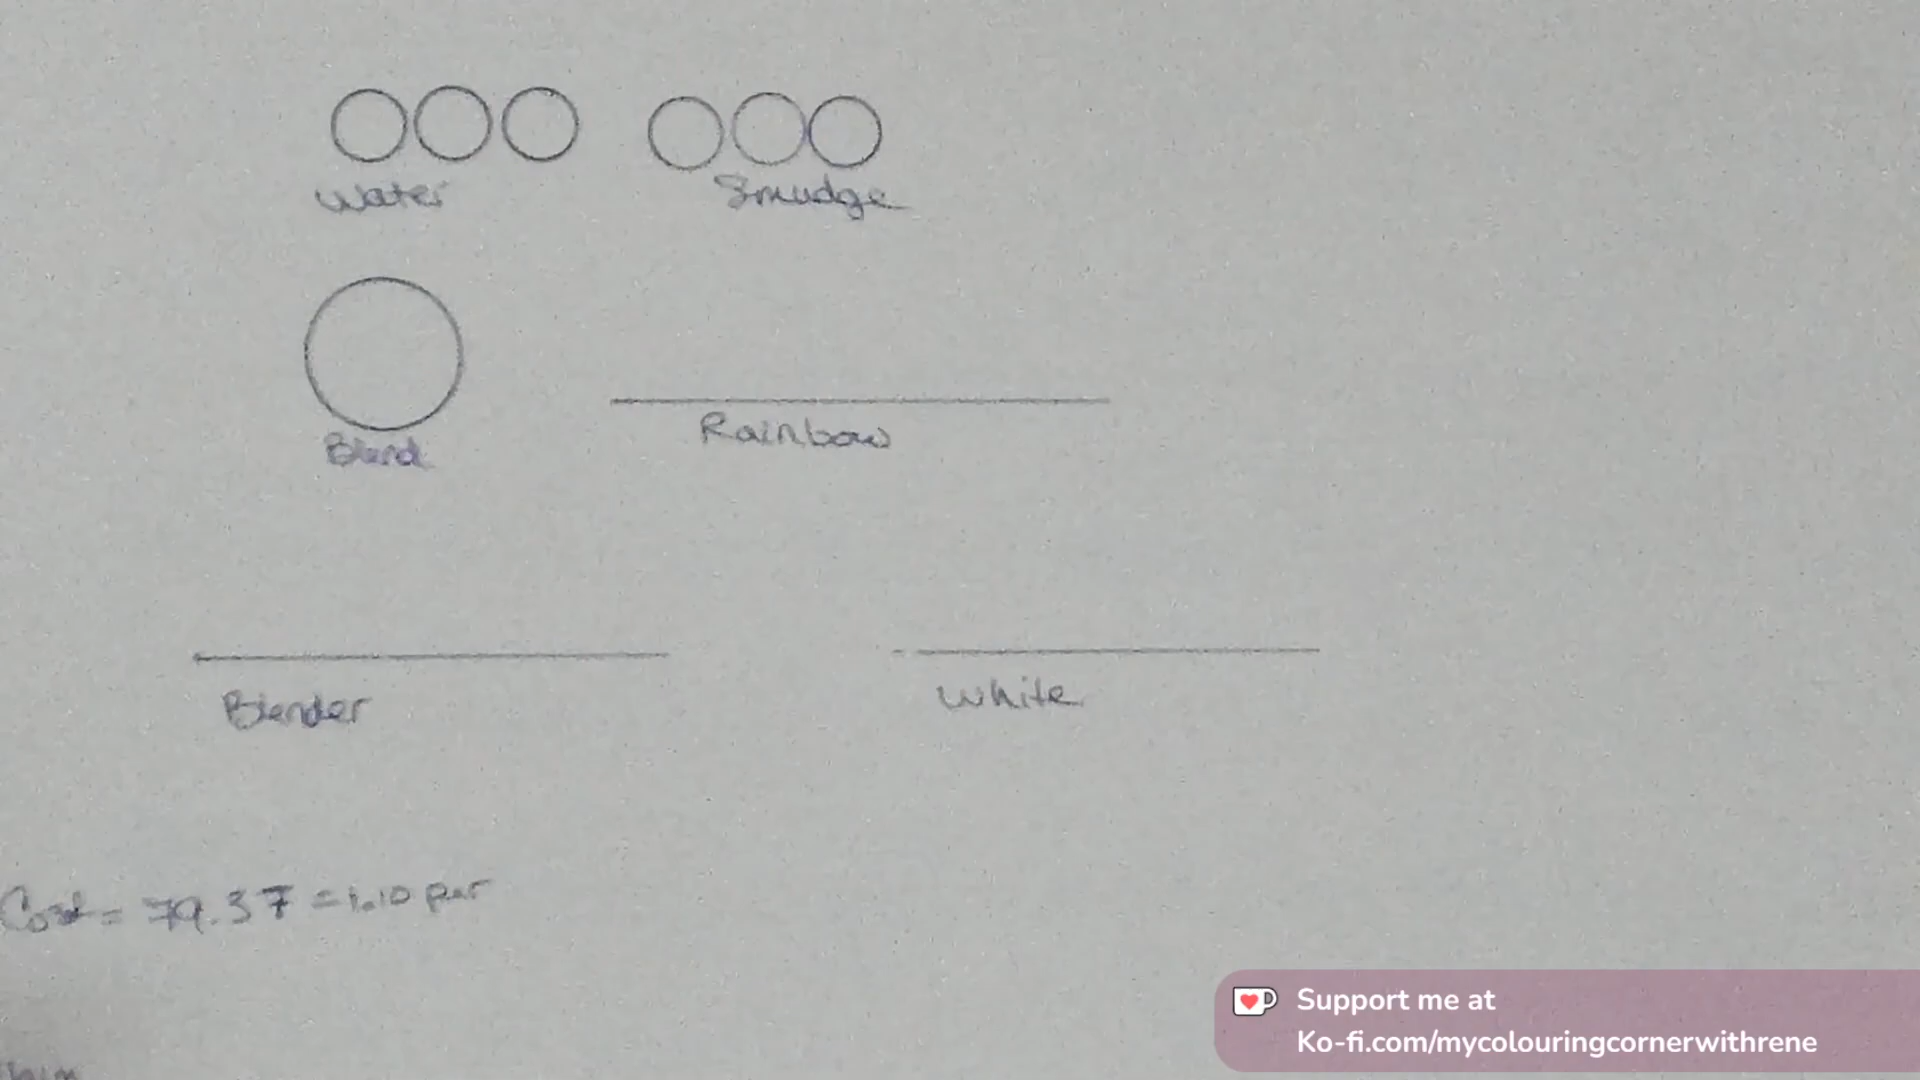 Water Smudge
Blend
Rainbow
Blender White
Cost = 79.37 = 1.10 per
Support me at
Ko-fi.com/mycolouringcornerwithrene